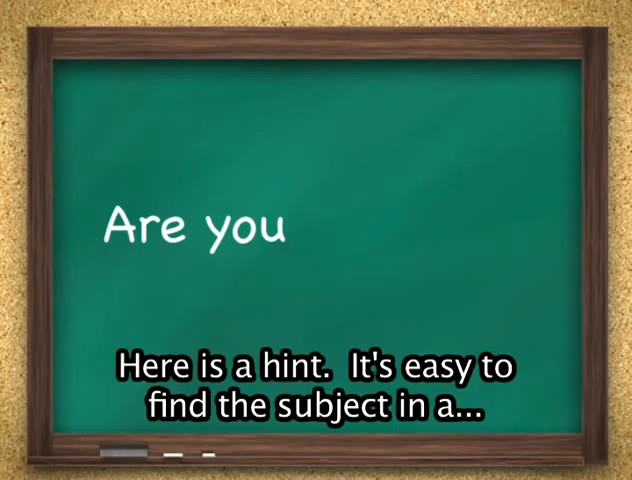 Are you
Here is a hint.  It's easy to
find the subject in a...